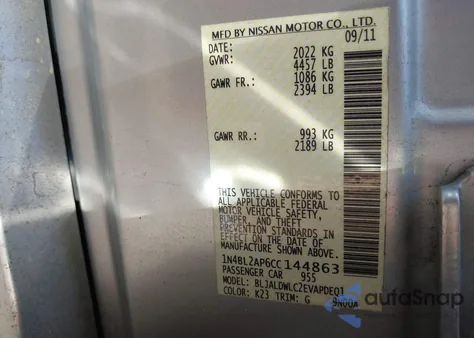 MFD BY NISSAN MOTOR CO., LTD.
DATE: 09/11
GVWR: 2022 KG
4457 LB
GAWR FR.: 1086 KG
2394 LB
GAWR RR.: 993 KG
2189 LB
THIS VEHICLE CONFORMS TO
ALL APPLICABLE FEDERAL
MOTOR VEHICLE SAFETY,
BUMPER, AND THEFT
PREVENTION STANDARDS IN
EFFECT ON THE DATE OF
MANUFACTURE SHOWN ABOVE.
1N4BL2AP6CC144863
PASSENGER CAR 955
MODEL: BLJALDWLC2EVAPDEQ1
COLOR: K23 TRIM: G 9N00A
autoSnap